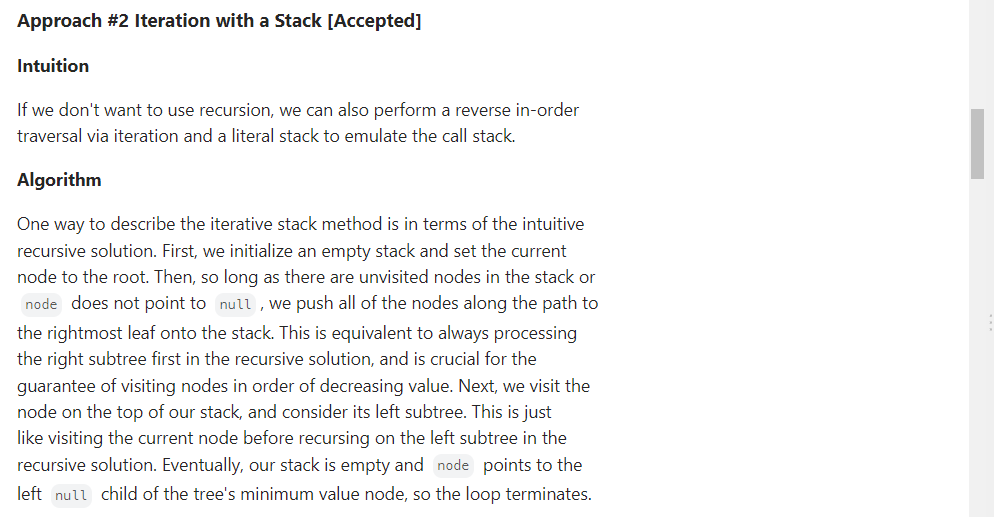 Approach #2 Iteration with a Stack [Accepted]
Intuition
If we don't want to use recursion, we can also perform a reverse in-order
traversal via iteration and a literal stack to emulate the call stack.
Algorithm
One way to describe the iterative stack method is in terms of the intuitive
recursive solution. First, we initialize an empty stack and set the current
node to the root. Then, so long as there are unvisited nodes in the stack or
node does not point to null , we push all of the nodes along the path to
the rightmost leaf onto the stack. This is equivalent to always processing
the right subtree first in the recursive solution, and is crucial for the
guarantee of visiting nodes in order of decreasing value. Next, we visit the
node on the top of our stack, and consider its left subtree. This is just
like visiting the current node before recursing on the left subtree in the
recursive solution. Eventually, our stack is empty and node points to the
left null child of the tree's minimum value node, so the loop terminates.